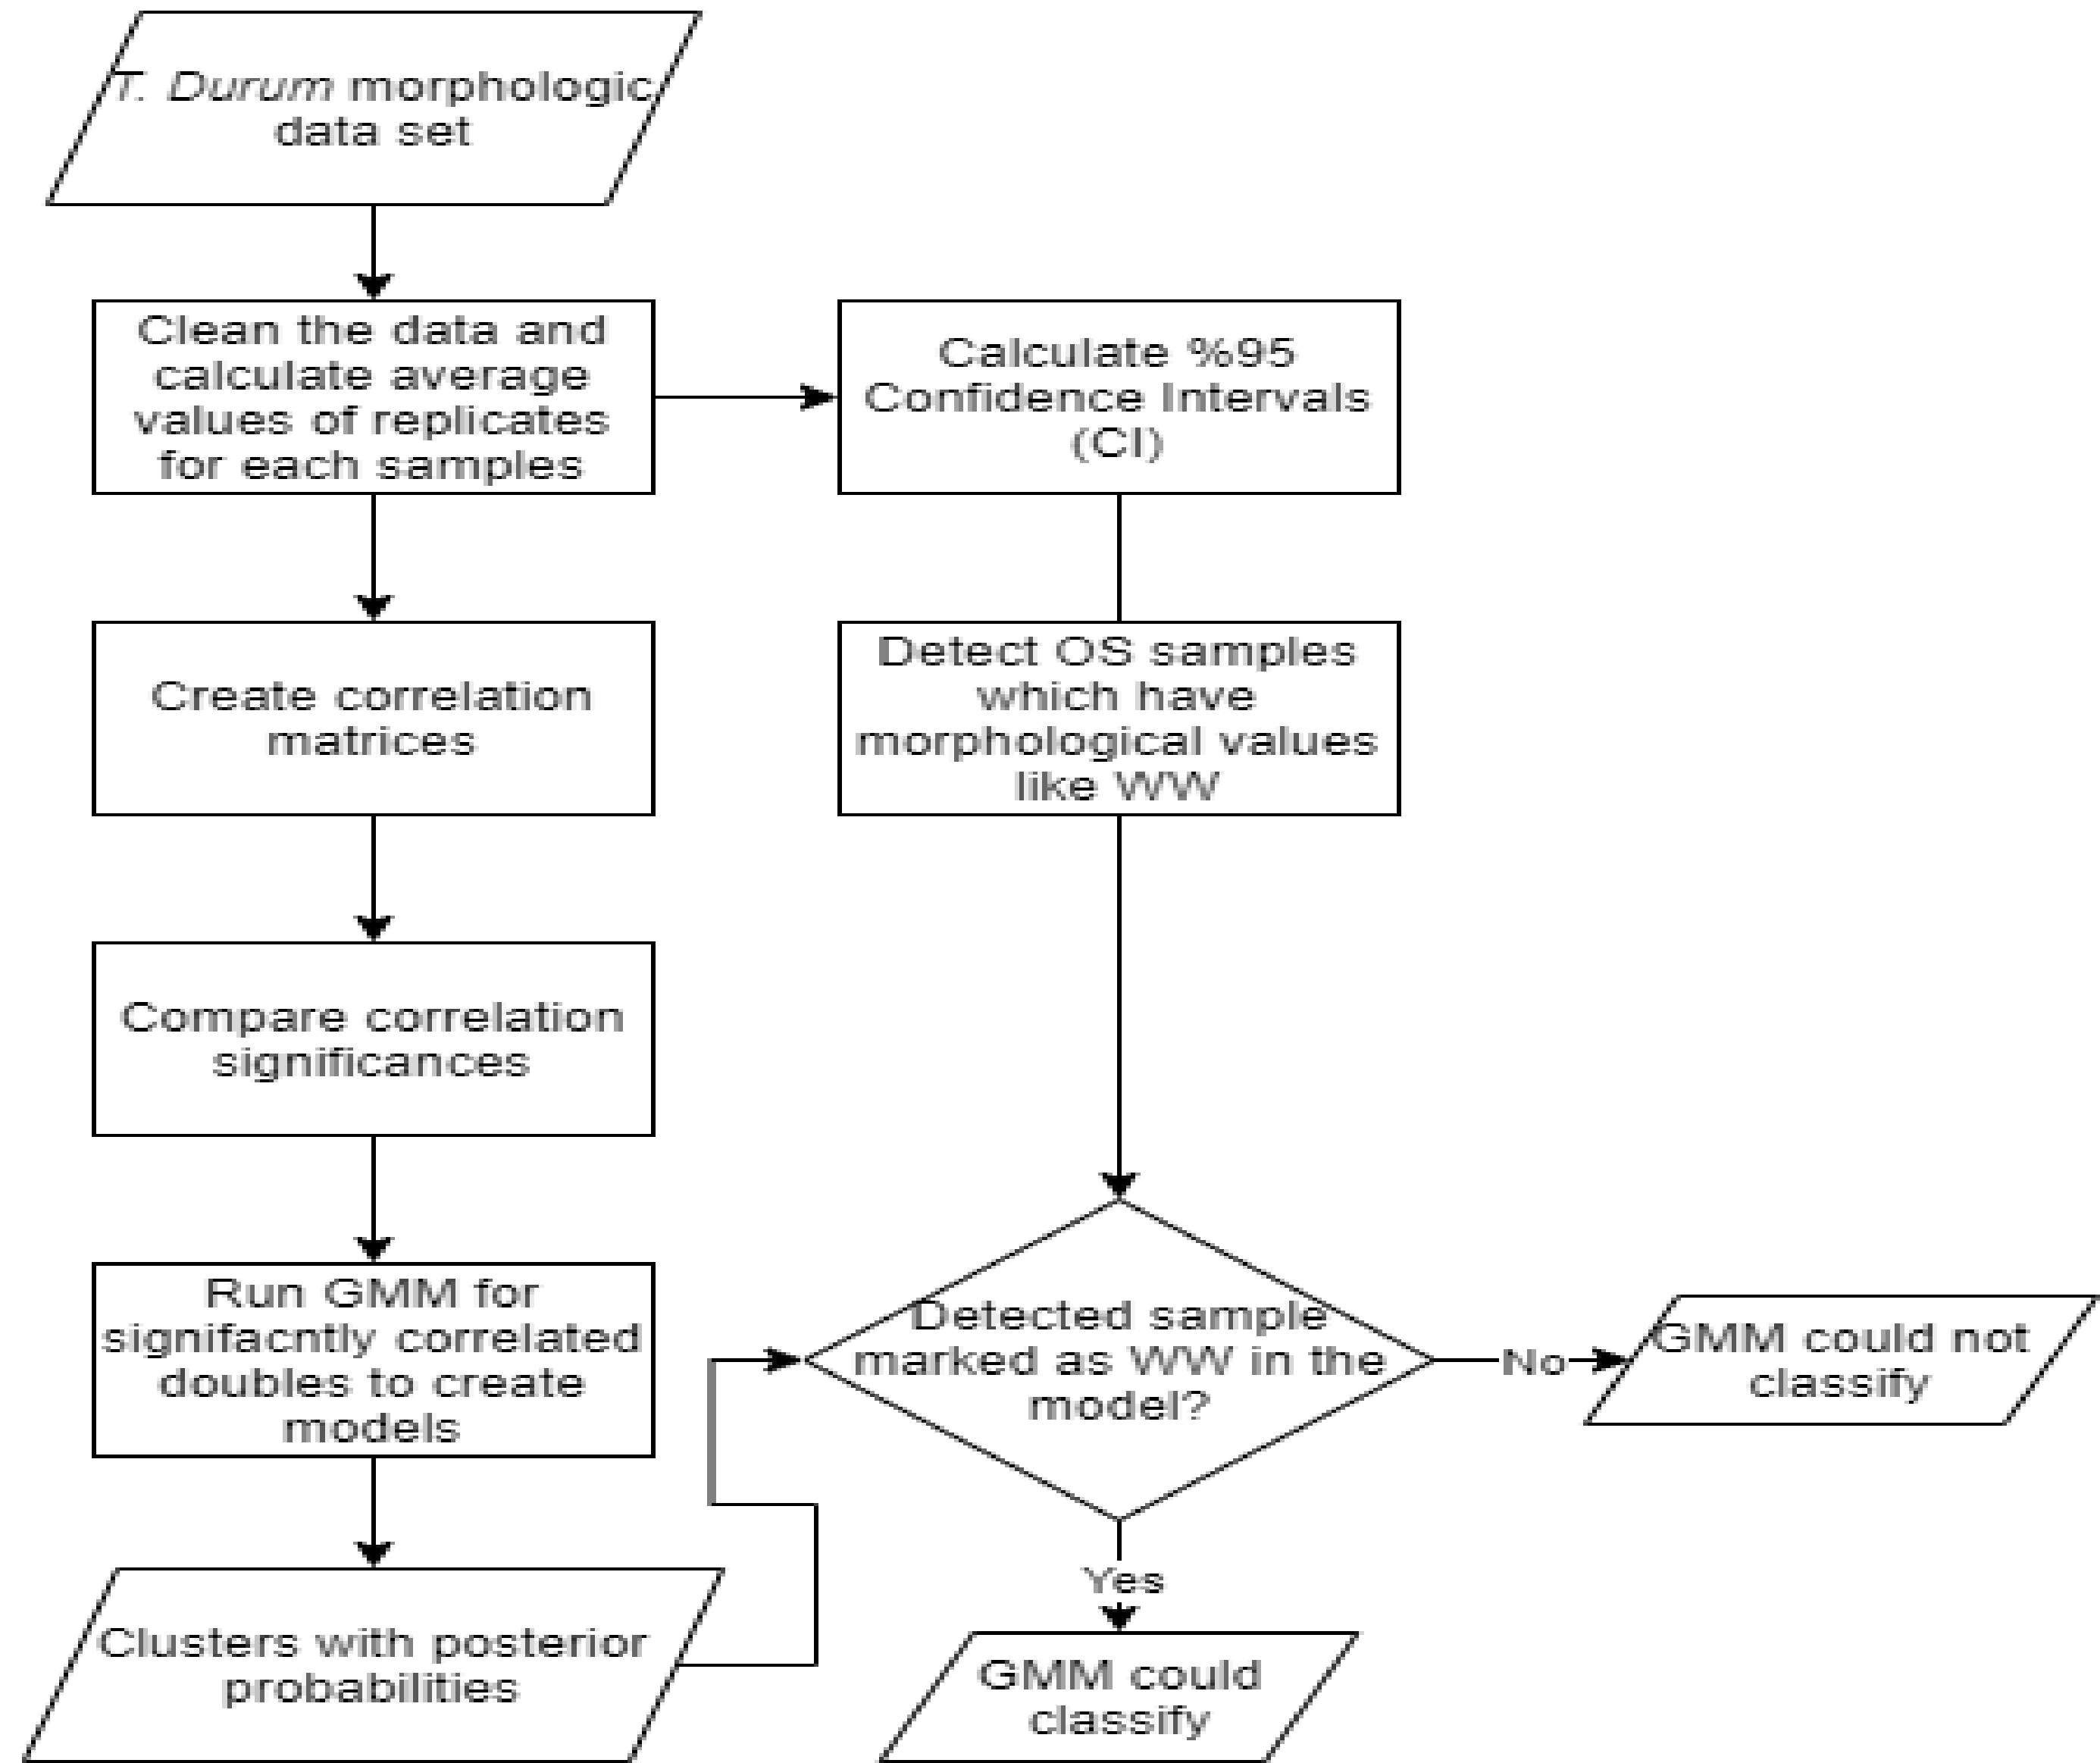 T. Durum morphologic
data set
Clean the data and
calculate average
values of replicates
for each samples
Calculate %95
Confidence Intervals
(CI)
Create correlation
matrices
Detect OS samples
which have
morphological values
like WW
Compare correlation
significances
Run GMM for
signifacntly correlated
doubles to create
models
Detected sample
marked as WW in the
model?
No
GMM could not
classify
Yes
Clusters with posterior
probabilities
GMM could
classify